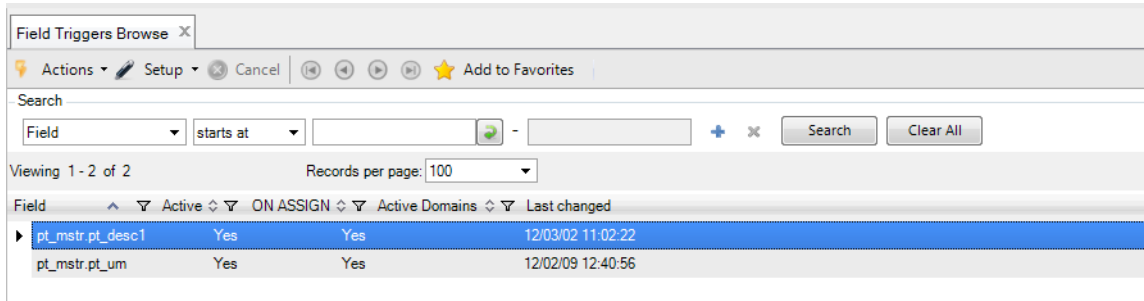 Field Triggers Browse
Actions Setup Cancel Add to Favorites
Search
Field starts at - Search Clear All
Viewing 1 - 2 of 2 Records per page: 100
Field Active ON ASSIGN Active Domains Last changed
pt_mstr.pt_desc1 Yes Yes 12/03/02 11:02:22
pt_mstr.pt_um Yes Yes 12/02/09 12:40:56